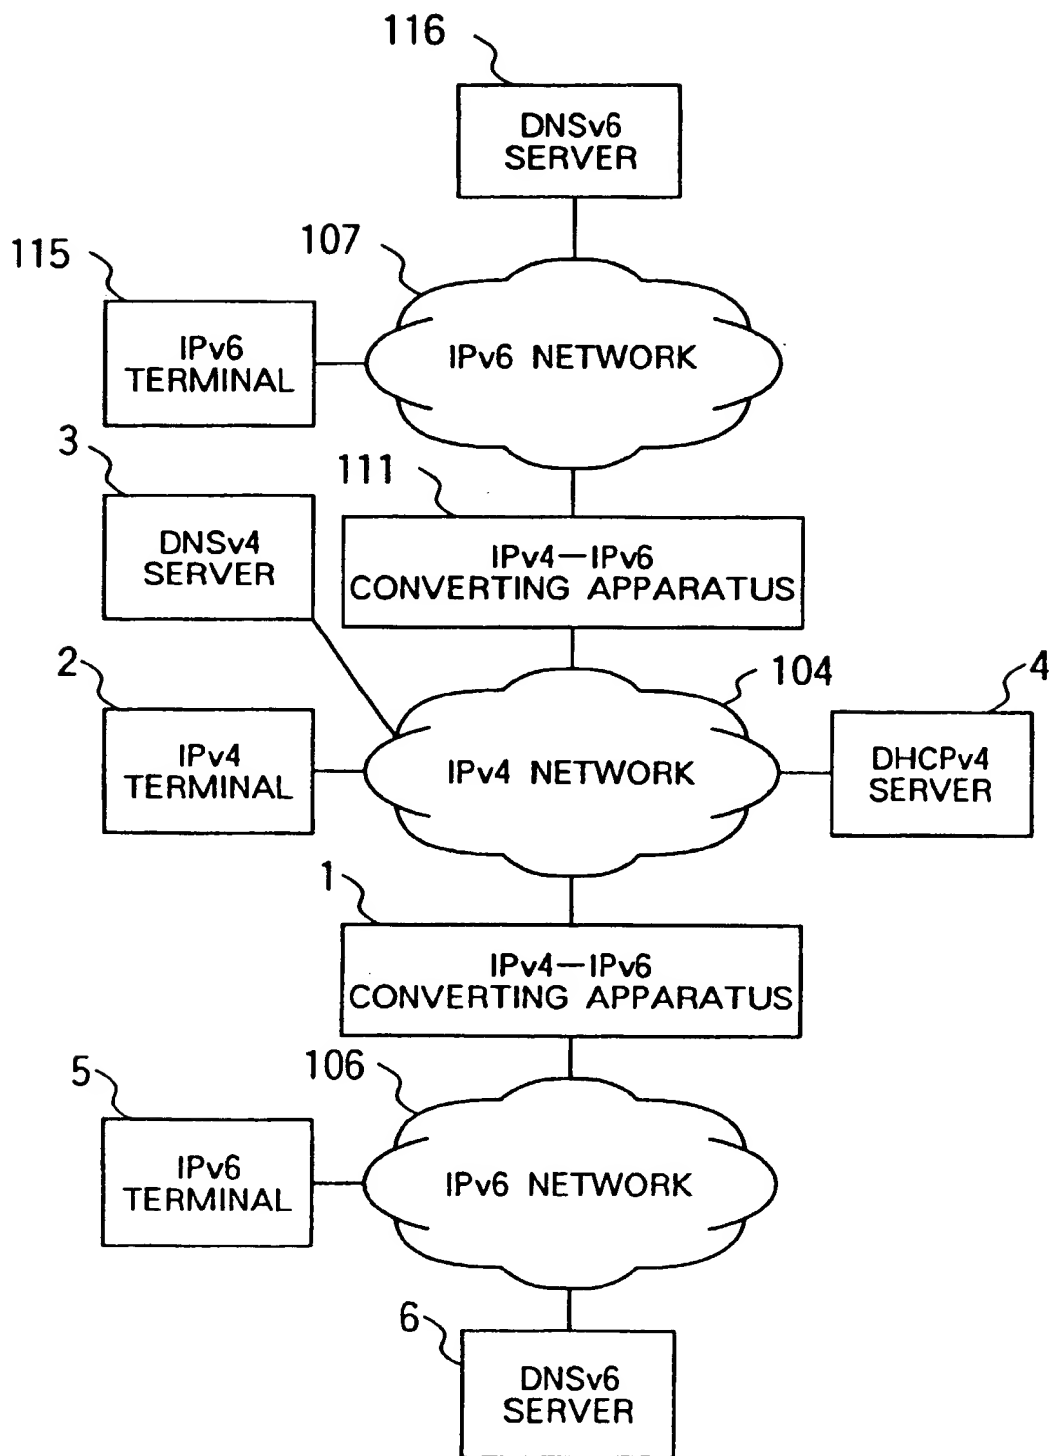 116
DNSv6
SERVER
107
115
IPv6
TERMINAL
IPv6 NETWORK
3
111
DNSv4
SERVER
IPv4—IPv6
CONVERTING APPARATUS
2
104
4
IPv4
TERMINAL
IPv4 NETWORK
DHCPv4
SERVER
1
IPv4—IPv6
CONVERTING APPARATUS
5
106
IPv6
TERMINAL
IPv6 NETWORK
6
DNSv6
SERVER